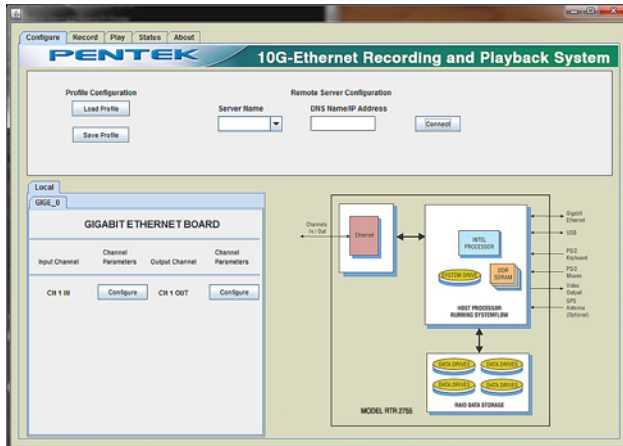 Configure Record Play Status About
PENTEK 10G-Ethernet Recording and Playback System
Profile Configuration
Load Profile
Save Profile
Remote Server Configuration
Server Name
DNS Name/IP Address
Connect
Local
GIGE_0
GIGABIT ETHERNET BOARD
Input Channel
Channel
Parameters
Output Channel
Channel
Parameters
CH 1 IN
Configure
CH 1 OUT
Configure
Channels
In / Out
Ethernet
INTEL
PROCESSOR
SYSTEM DRIVE
DDR
SDRAM
HOST PROCESSOR
RUNNING SYSTEMFLOW
Gigabit
Ethernet
USB
PS/2
Keyboard
PS/2
Mouse
Video
Output
GPS
Antenna
(Optional)
DATA DRIVES
DATA DRIVES
DATA DRIVES
DATA DRIVES
RAID DATA STORAGE
MODEL RTR 2755